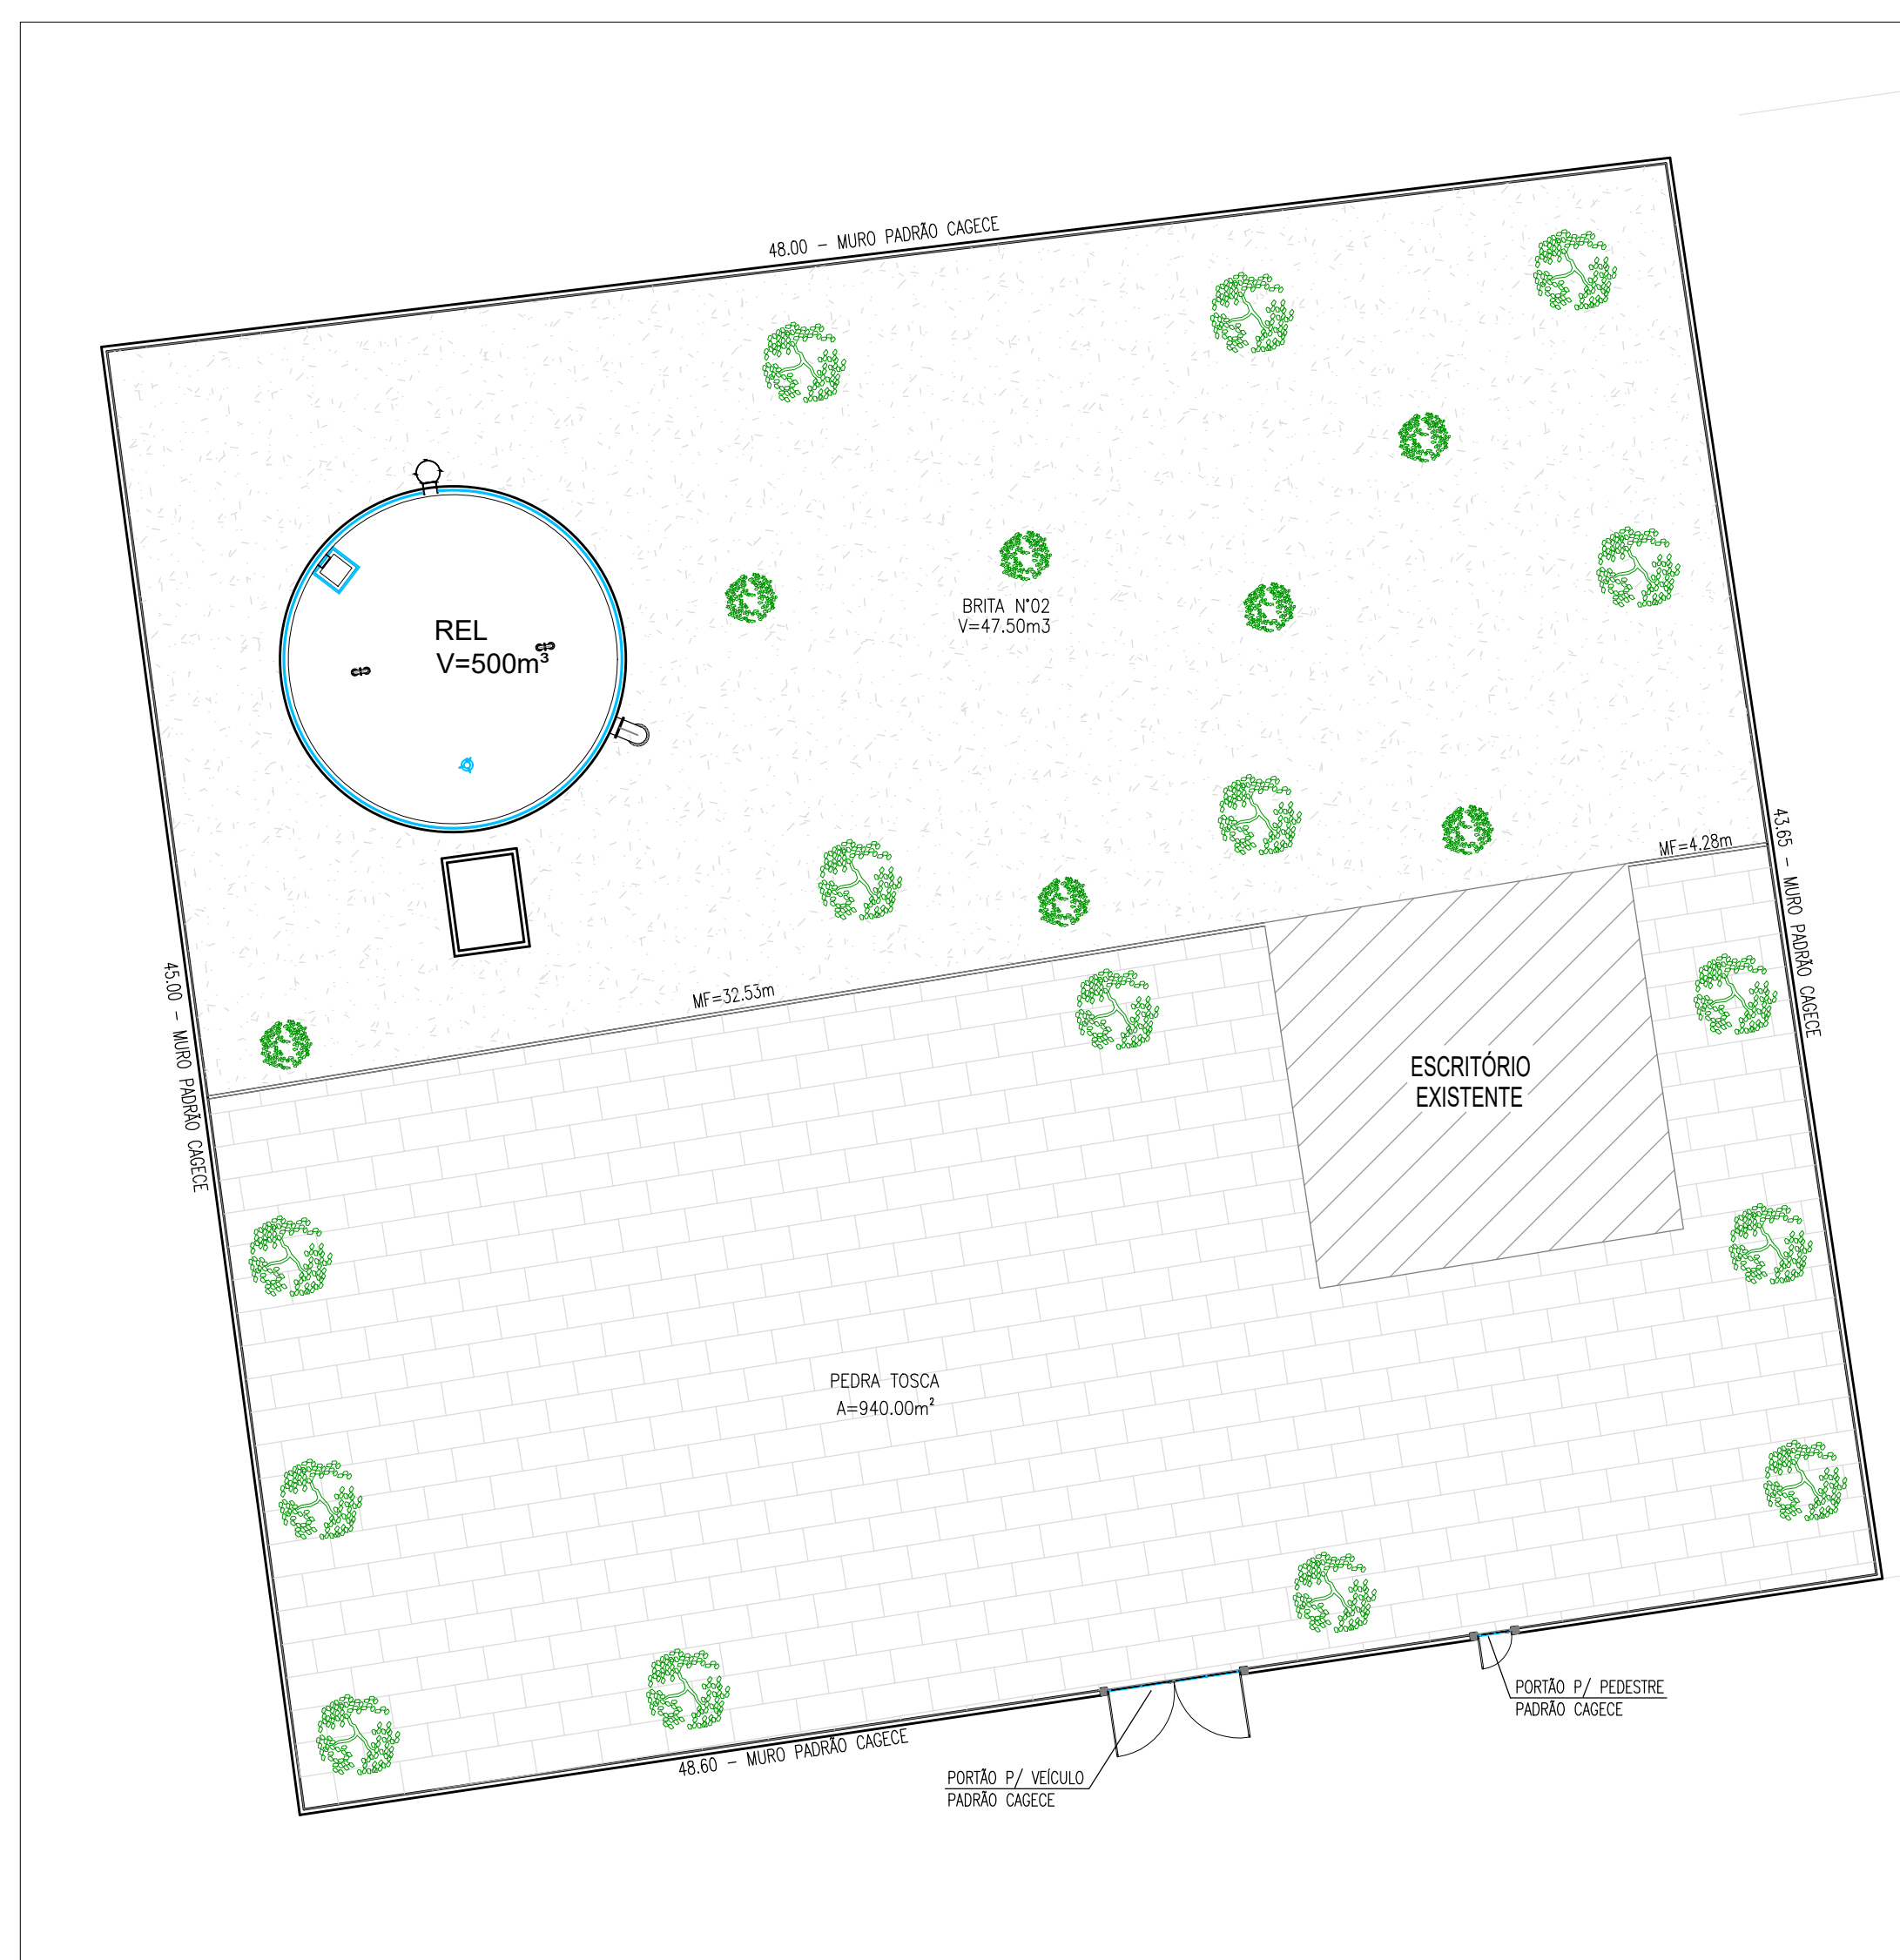 48.00 - MURO PADRÃO CAGECE
BRITA N°02
V=47.50m3
REL
V=500m³
MF=4.28m
43.65 - MURO PADRÃO CAGECE
MF=32.53m
45.00 - MURO PADRÃO CAGECE
ESCRITÓRIO
EXISTENTE
PEDRA TOSCA
A=940.00m²
PORTÃO P/ PEDESTRE
PADRÃO CAGECE
48.60 - MURO PADRÃO CAGECE
PORTÃO P/ VEÍCULO
PADRÃO CAGECE